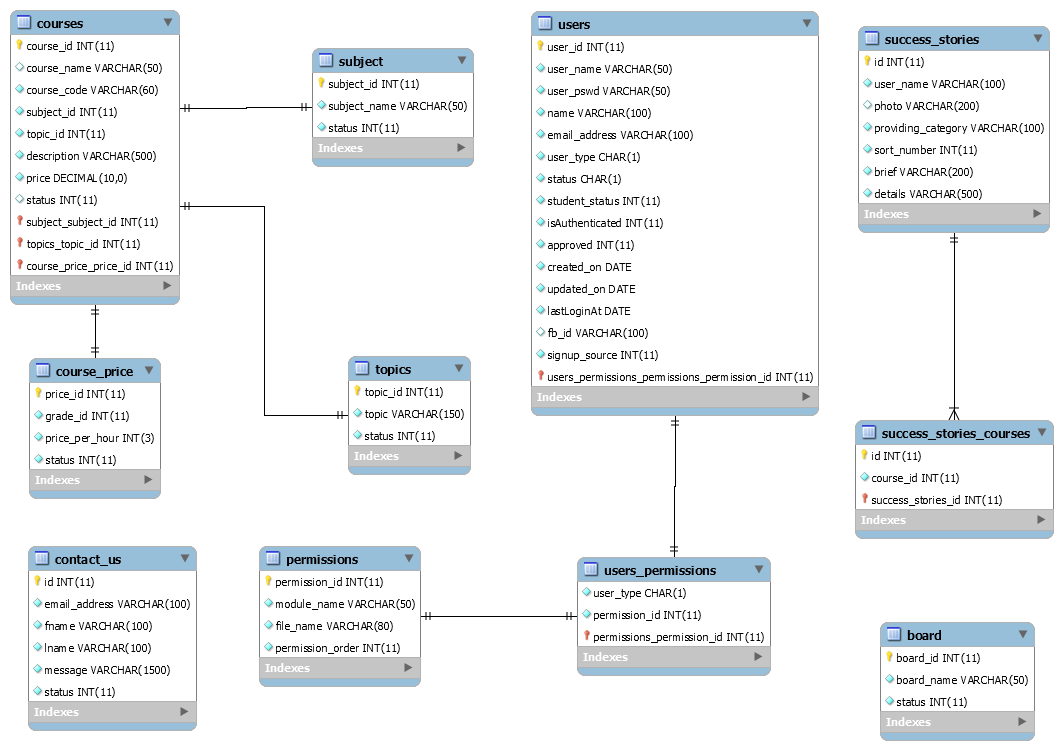 courses
course_id INT(11)
course_name VARCHAR(50)
course_code VARCHAR(60)
subject_id INT(11)
topic_id INT(11)
description VARCHAR(500)
price DECIMAL(10,0)
status INT(11)
subject_subject_id INT(11)
topics_topic_id INT(11)
course_price_price_id INT(11)
Indexes
subject
subject_id INT(11)
subject_name VARCHAR(50)
status INT(11)
Indexes
users
user_id INT(11)
user_name VARCHAR(50)
user_pswd VARCHAR(50)
name VARCHAR(100)
email_address VARCHAR(100)
user_type CHAR(1)
status CHAR(1)
student_status INT(11)
isAuthenticated INT(11)
approved INT(11)
created_on DATE
updated_on DATE
lastLoginAt DATE
fb_id VARCHAR(100)
signup_source INT(11)
users_permissions_permissions_permission_id INT(11)
Indexes
success_stories
id INT(11)
user_name VARCHAR(100)
photo VARCHAR(200)
providing_category VARCHAR(100)
sort_number INT(11)
brief VARCHAR(200)
details VARCHAR(500)
Indexes
course_price
price_id INT(11)
grade_id INT(11)
price_per_hour INT(3)
status INT(11)
Indexes
topics
topic_id INT(11)
topic VARCHAR(150)
status INT(11)
Indexes
success_stories_courses
id INT(11)
course_id INT(11)
success_stories_id INT(11)
Indexes
contact_us
id INT(11)
email_address VARCHAR(100)
fname VARCHAR(100)
lname VARCHAR(100)
message VARCHAR(1500)
status INT(11)
Indexes
permissions
permission_id INT(11)
module_name VARCHAR(50)
file_name VARCHAR(80)
permission_order INT(11)
Indexes
users_permissions
user_type CHAR(1)
permission_id INT(11)
permissions_permission_id INT(11)
Indexes
board
board_id INT(11)
board_name VARCHAR(50)
status INT(11)
Indexes